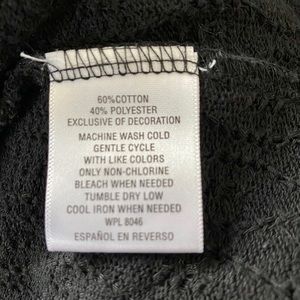 60%COTTON
40% POLYESTER
EXCLUSIVE OF DECORATION
MACHINE WASH COLD
GENTLE CYCLE
WITH LIKE COLORS
ONLY NON-CHLORINE
BLEACH WHEN NEEDED
TUMBLE DRY LOW
COOL IRON WHEN NEEDED
WPL 8046
ESPAÑOL EN REVERSO